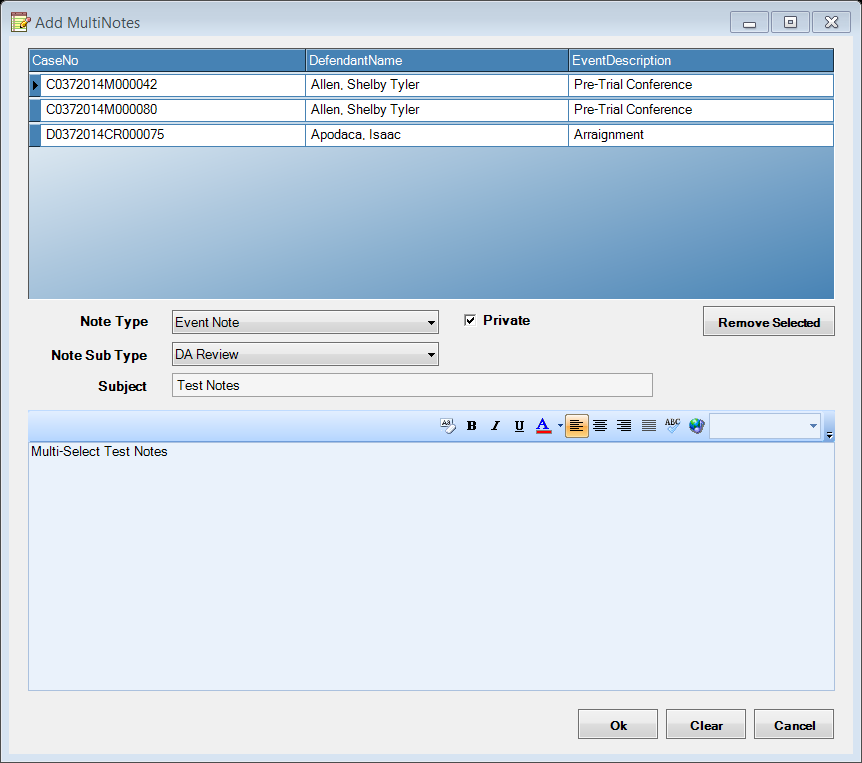 Add MultiNotes
CaseNo DefendantName EventDescription
C0372014M000042 Allen, Shelby Tyler Pre-Trial Conference
C0372014M000080 Allen, Shelby Tyler Pre-Trial Conference
D0372014CR000075 Apodaca, Isaac Arraignment
Note Type Event Note Private Remove Selected
Note Sub Type DA Review
Subject Test Notes
B I U A ABC
Multi-Select Test Notes
Ok Clear Cancel